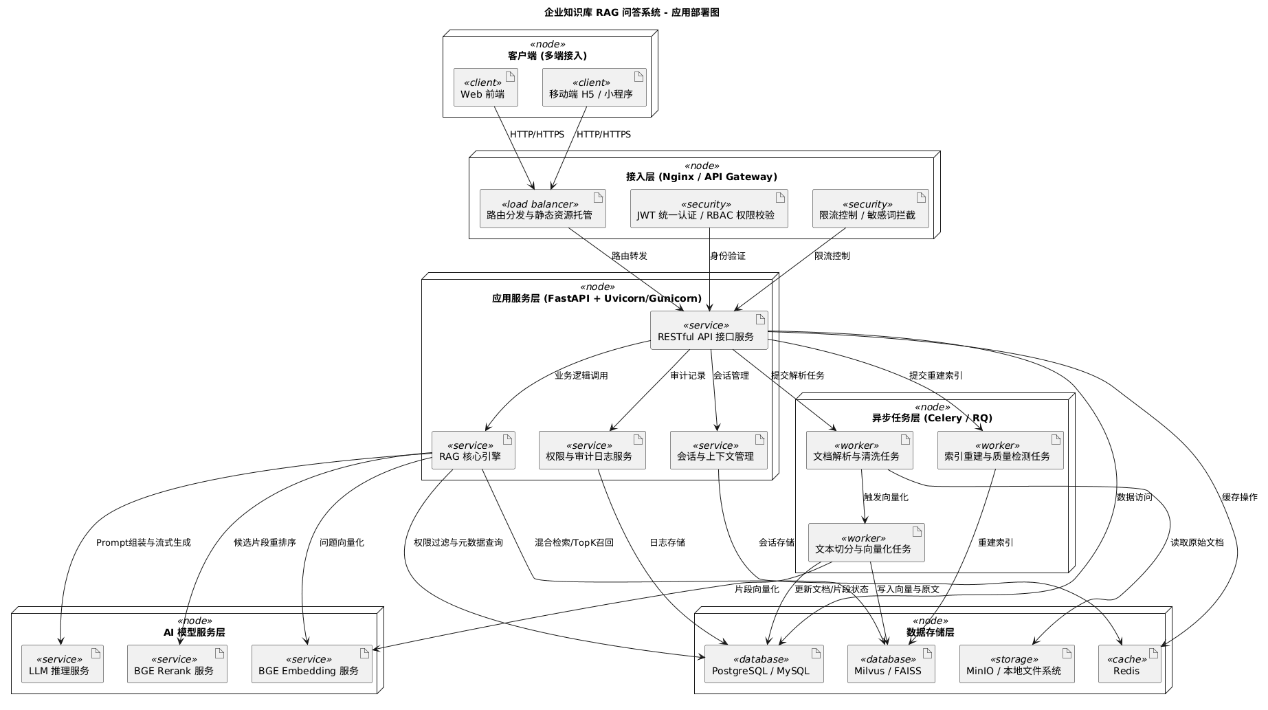 企业知识库 RAG 问答系统 - 应用部署图
«node»
客户端 (多端接入)
«client»
Web 前端
«client»
移动端 H5 / 小程序
HTTP/HTTPS
HTTP/HTTPS
«node»
接入层 (Nginx / API Gateway)
«load balancer»
路由分发与静态资源托管
«security»
JWT 统一认证 / RBAC 权限校验
«security»
限流控制 / 敏感词拦截
路由转发
身份验证
限流控制
«node»
应用服务层 (FastAPI + Uvicorn/Gunicorn)
«service»
RESTful API 接口服务
业务逻辑调用
审计记录
会话管理
提交解析任务
提交重建索引
«node»
异步任务层 (Celery / RQ)
«service»
RAG 核心引擎
«service»
权限与审计日志服务
«service»
会话与上下文管理
«worker»
文档解析与清洗任务
«worker»
索引重建与质量检测任务
触发向量化
数据访问
缓存操作
«worker»
文本切分与向量化任务
Prompt组装与流式生成
候选片段重排序
问题向量化
权限过滤与元数据查询
混合检索/TopK召回
日志存储
会话存储
重建索引
读取原始文档
片段向量化
更新文档/片段状态
写入向量与原文
«node»
AI 模型服务层
«service»
LLM 推理服务
«service»
BGE Rerank 服务
«service»
BGE Embedding 服务
«node»
数据存储层
«database»
PostgreSQL / MySQL
«database»
Milvus / FAISS
«storage»
MinIO / 本地文件系统
«cache»
Redis